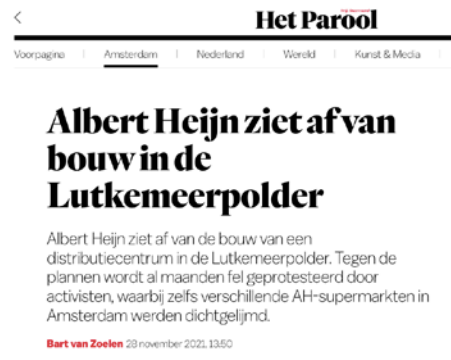 Het Parool
Voorpagina Amsterdam Nederland Wereld Kunst & Media
Albert Heijn ziet af van
bouw in de
Lutkemeerpolder
Albert Heijn ziet af van de bouw van een
distributiecentrum in de Lutkemeerpolder. Tegen de
plannen wordt al maanden fel geprotesteerd door
activisten, waarbij zelfs verschillende AH-supermarkten in
Amsterdam werden dichtgelijmd.
Bart van Zoelen 28 november 2021, 13:50